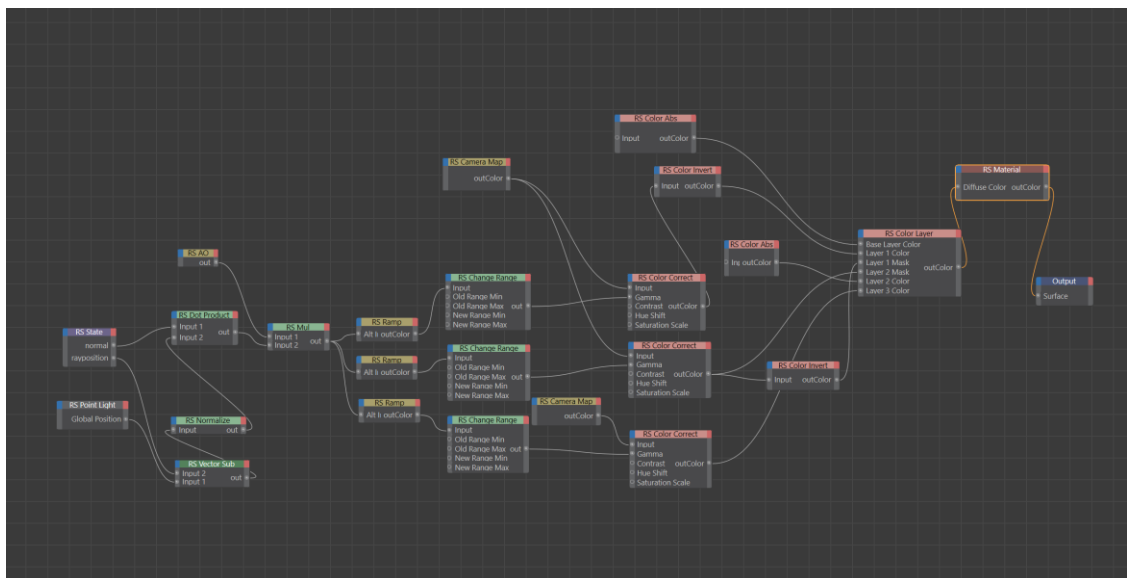 RS Color Abs
Input outColor
RS Camera Map
outColor
RS Color Invert
Input outColor
RS Material
Diffuse Color outColor
RS Color Layer
Base Layer Color
Layer 1 Color
Layer 1 Mask
Layer 2 Mask
Layer 2 Color
Layer 3 Color
outColor
RS Color Abs
outColor
RS AO
out
Output
Surface
RS Change Range
Input
Old Range Min
Old Range Max out
New Range Min
New Range Max
RS Color Correct
Input
Gamma
Contrast outColor
Hue Shift
Saturation Scale
RS Dot Product
Input 1
Input 2
out
RS State
normal
rayposition
RS Mul
Input 1
Input 2
out
RS Ramp
outColor
RS Ramp
outColor
RS Ramp
outColor
RS Change Range
Input
Old Range Min
Old Range Max out
New Range Min
New Range Max
RS Color Correct
Input
Gamma
Contrast outColor
Hue Shift
Saturation Scale
RS Color Invert
Input outColor
RS Point Light
Global Position
RS Normalize
Input out
RS Vector Sub
Input 2
Input 1
out
RS Change Range
Input
Old Range Min
Old Range Max out
New Range Min
New Range Max
RS Camera Map
outColor
RS Color Correct
Input
Gamma
Contrast outColor
Hue Shift
Saturation Scale